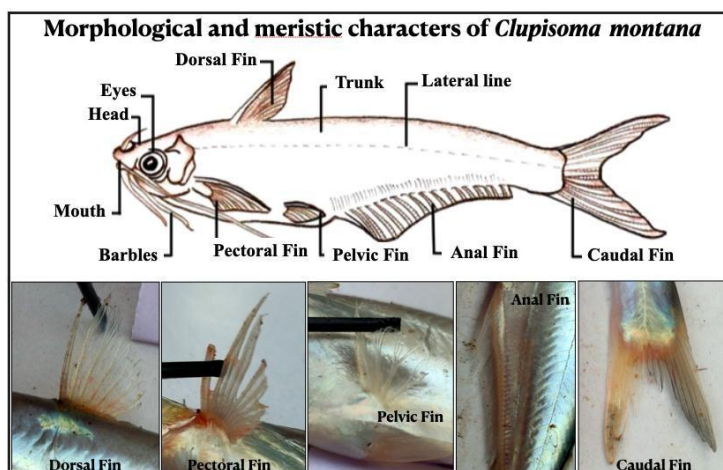 Morphological and meristic characters of Clupisoma montana
Dorsal Fin
Trunk
Lateral line
Eyes
Head
Mouth
Barbles
Pectoral Fin
Pelvic Fin
Anal Fin
Caudal Fin
Dorsal Fin
Pectoral Fin
Pelvic Fin
Anal Fin
Caudal Fin